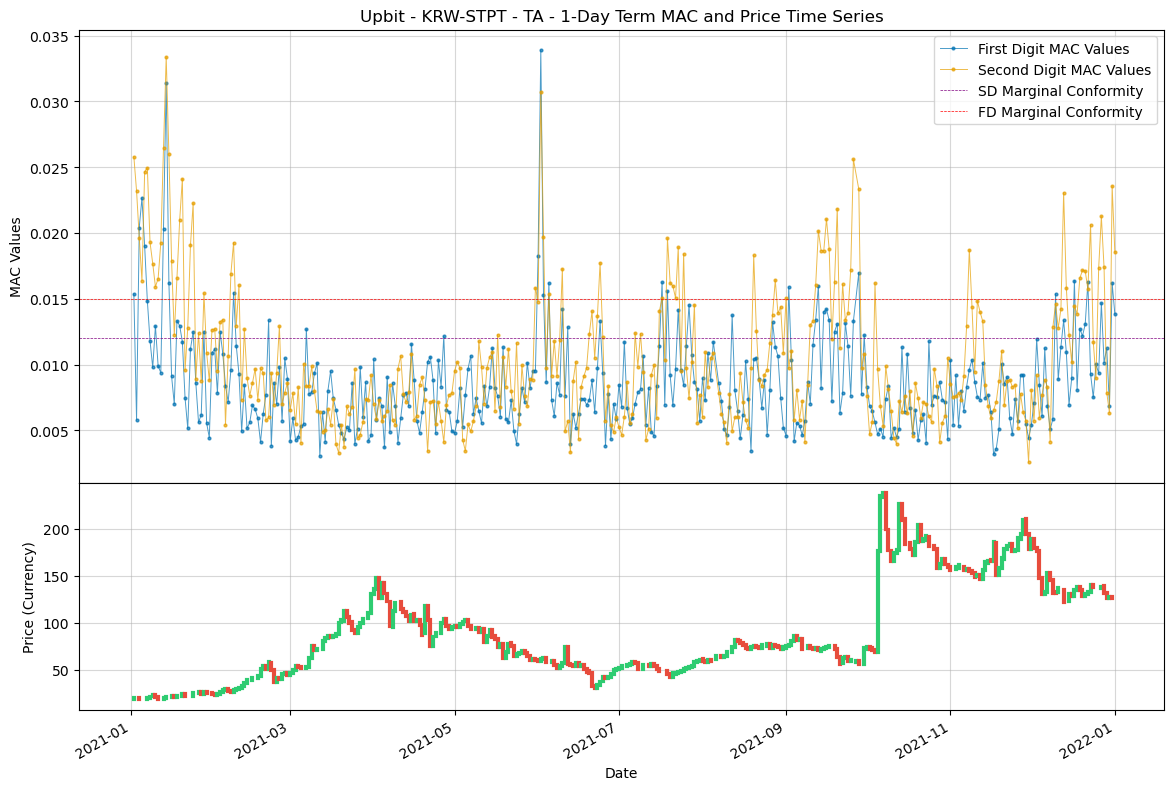 Upbit - KRW-STPT - TA - 1-Day Term MAC and Price Time Series
First Digit MAC Values
Second Digit MAC Values
SD Marginal Conformity
FD Marginal Conformity
MAC Values
0.035
0.030
0.025
0.020
0.015
0.010
0.005
Price (Currency)
200
150
100
50
2021-01
2021-03
2021-05
2021-07
2021-09
2021-11
2022-01
Date